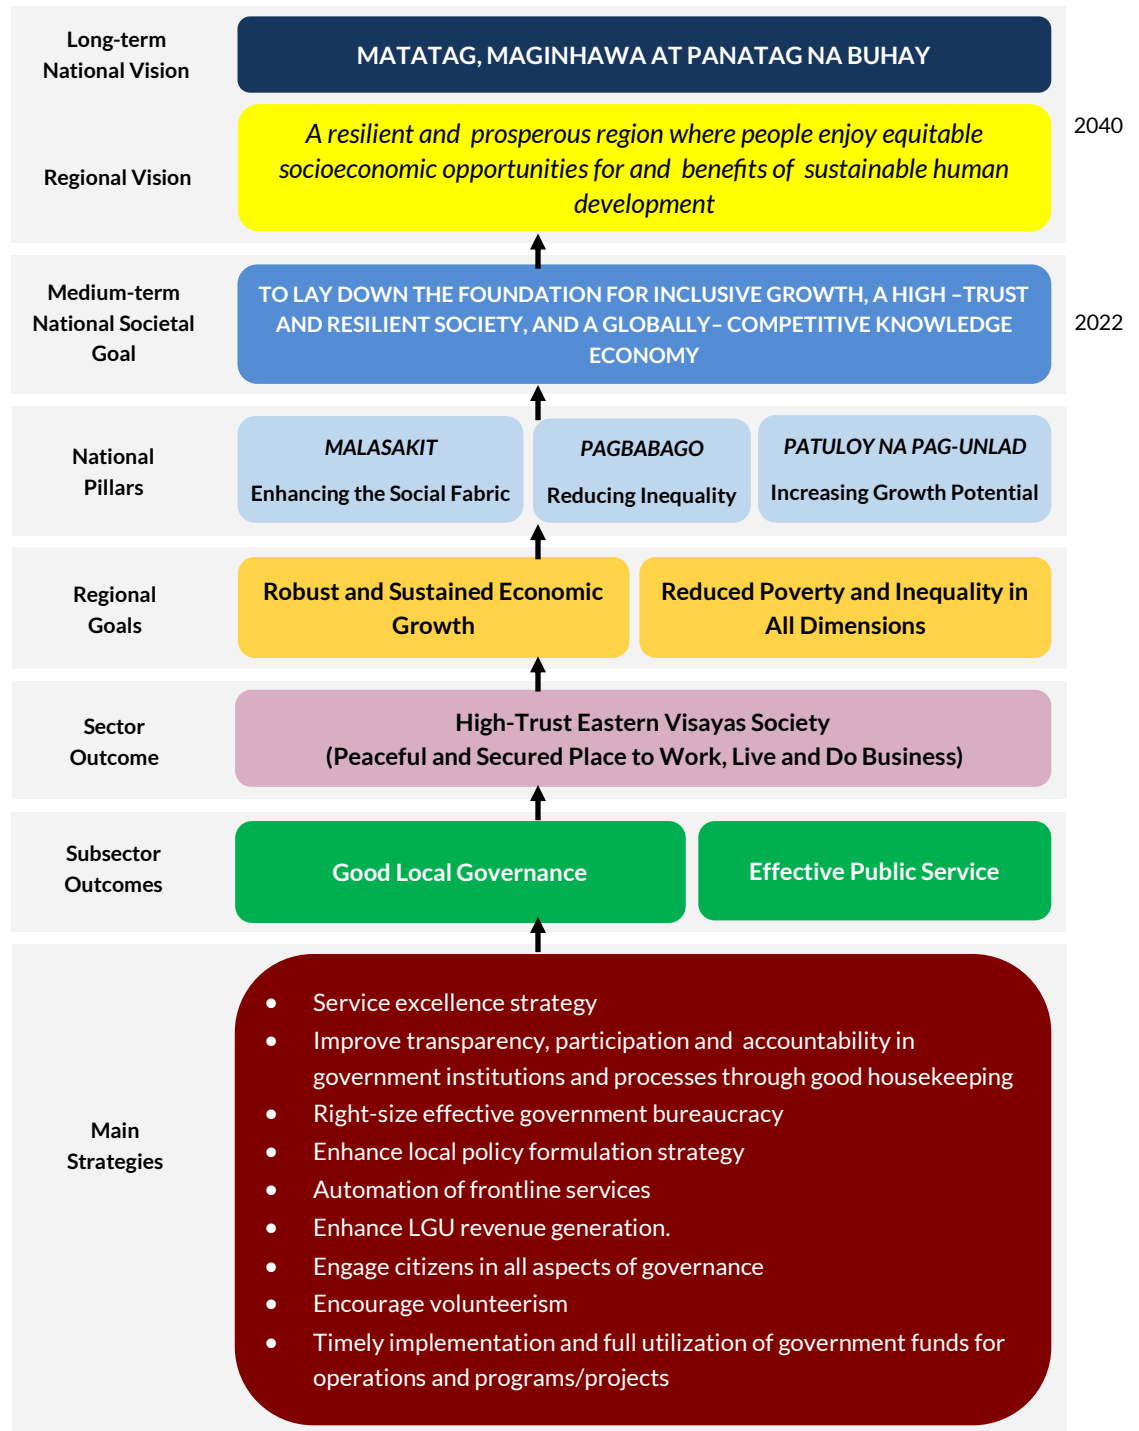 Long-term
National Vision
MATATAG, MAGINHAWA AT PANATAG NA BUHAY
2040
Regional Vision
A resilient and prosperous region where people enjoy equitable
socioeconomic opportunities for and benefits of sustainable human
development
Medium-term
National Societal
Goal
TO LAY DOWN THE FOUNDATION FOR INCLUSIVE GROWTH, A HIGH –TRUST
AND RESILIENT SOCIETY, AND A GLOBALLY– COMPETITIVE KNOWLEDGE
ECONOMY
2022
National
Pillars
MALASAKIT
Enhancing the Social Fabric
PAGBABAGO
Reducing Inequality
PATULOY NA PAG-UNLAD
Increasing Growth Potential
Regional
Goals
Robust and Sustained Economic
Growth
Reduced Poverty and Inequality in
All Dimensions
Sector
Outcome
High-Trust Eastern Visayas Society
(Peaceful and Secured Place to Work, Live and Do Business)
Subsector
Outcomes
Good Local Governance
Effective Public Service
Main
Strategies
• Service excellence strategy
• Improve transparency, participation and accountability in
government institutions and processes through good housekeeping
• Right-size effective government bureaucracy
• Enhance local policy formulation strategy
• Automation of frontline services
• Enhance LGU revenue generation.
• Engage citizens in all aspects of governance
• Encourage volunteerism
• Timely implementation and full utilization of government funds for
operations and programs/projects